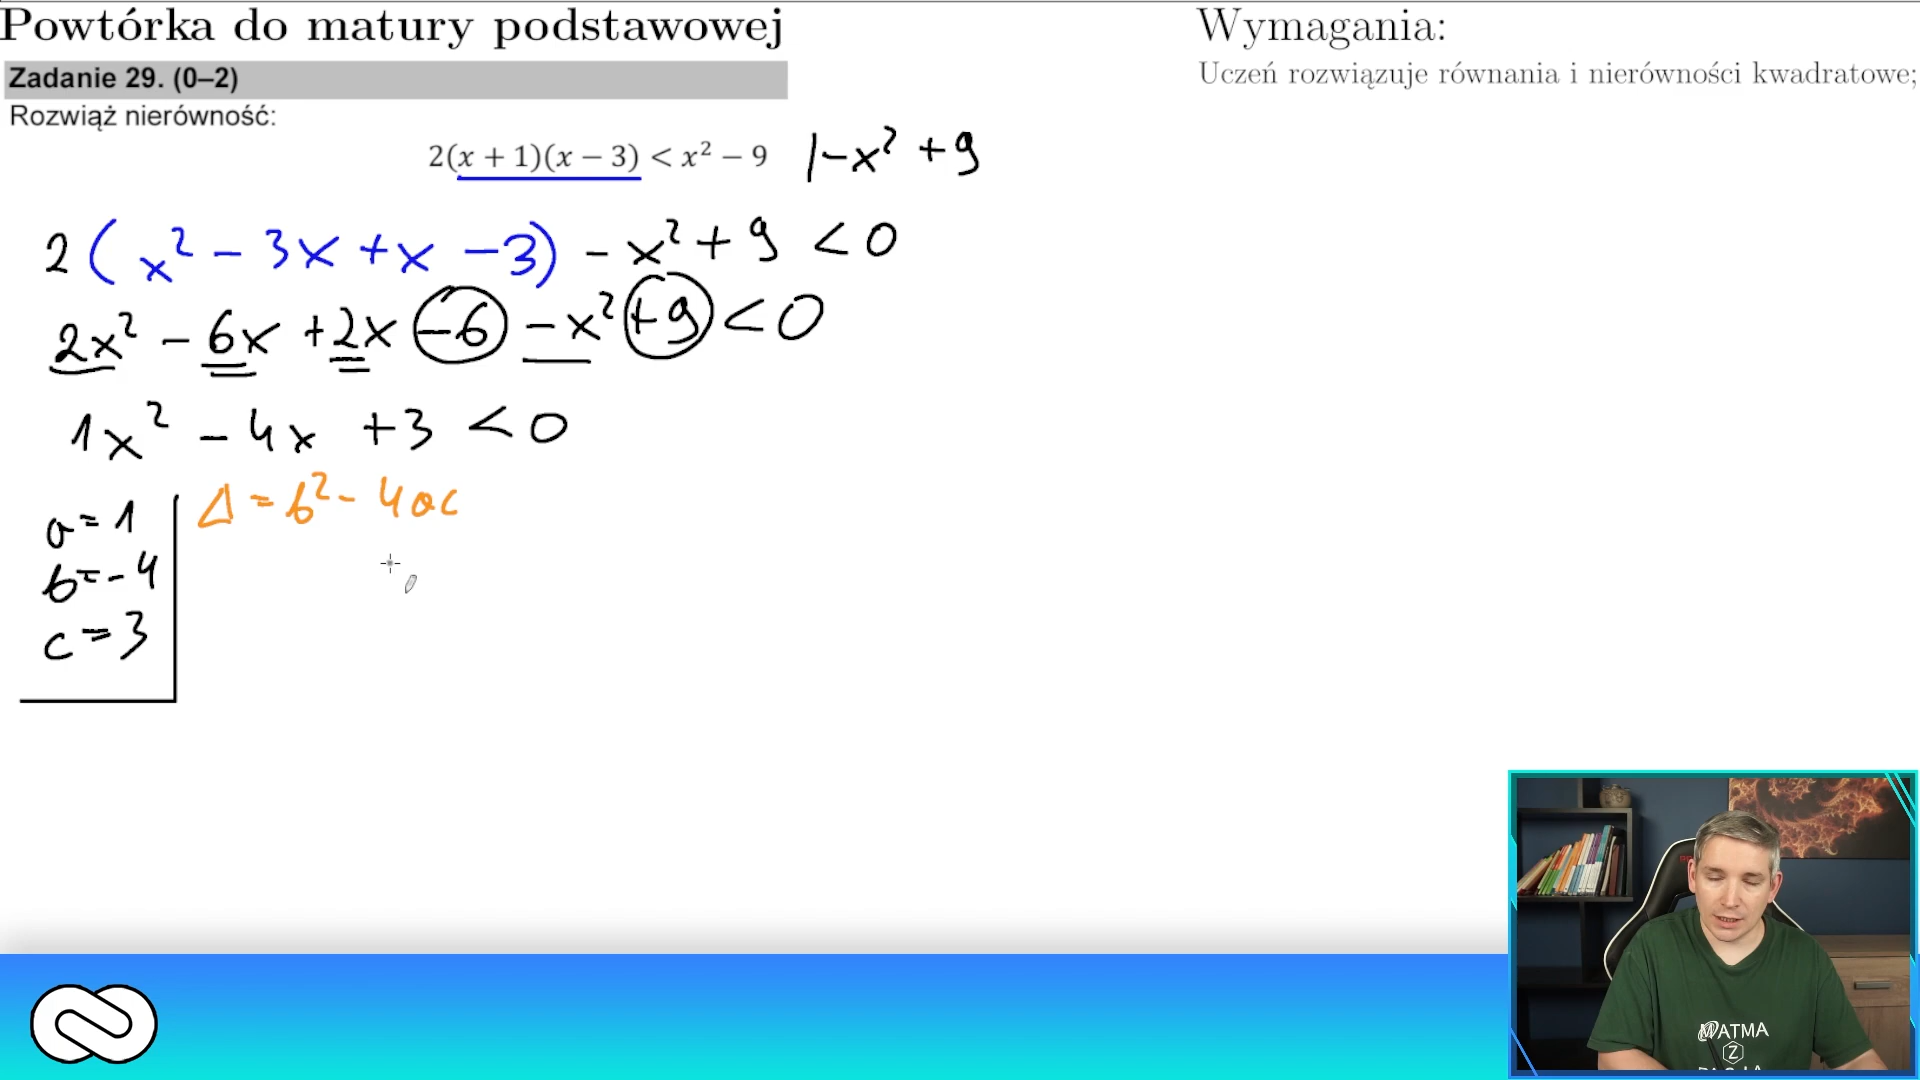 Powtórka do matury podstawowej
Wymagania:
Zadanie 29. (0–2)
Uczeń rozwiązuje równania i nierówności kwadratowe;
Rozwiąż nierówność:
2(x + 1)(x − 3) < x² − 9 |-x² +9
2(x² - 3x + x - 3) - x² + 9 < 0
2x² - 6x +2x -6 -x² +9 < 0
1x² - 4x +3 < 0
a=1
Δ = b² - 4ac
b=-4
c=3
MATMA
Z